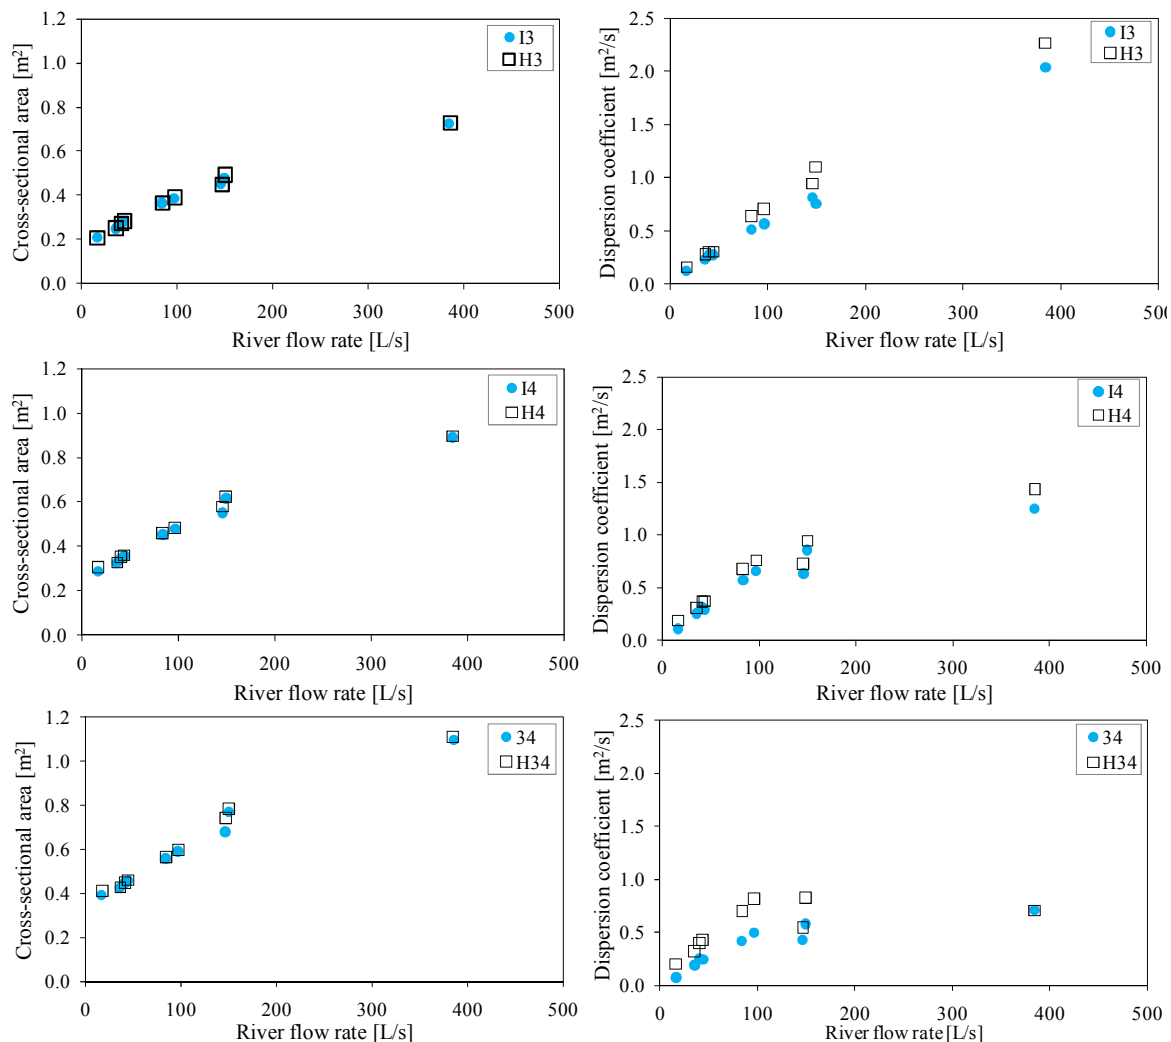 Cross-sectional area [m²]
1.2
1.0
0.8
0.6
0.4
0.2
0.0
I3
H3
0 100 200 300 400 500
River flow rate [L/s]
Dispersion coefficient [m²/s]
2.5
2.0
1.5
1.0
0.5
0.0
I3
H3
0 100 200 300 400 500
River flow rate [L/s]
Cross-sectional area [m²]
1.2
1.0
0.8
0.6
0.4
0.2
0.0
I4
H4
0 100 200 300 400 500
River flow rate [L/s]
Dispersion coefficient [m²/s]
2.5
2.0
1.5
1.0
0.5
0.0
I4
H4
0 100 200 300 400 500
River flow rate [L/s]
Cross-sectional area [m²]
1.2
1.0
0.8
0.6
0.4
0.2
0.0
34
H34
0 100 200 300 400 500
River flow rate [L/s]
Dispersion coefficient [m²/s]
2.5
2.0
1.5
1.0
0.5
0.0
34
H34
0 100 200 300 400 500
River flow rate [L/s]